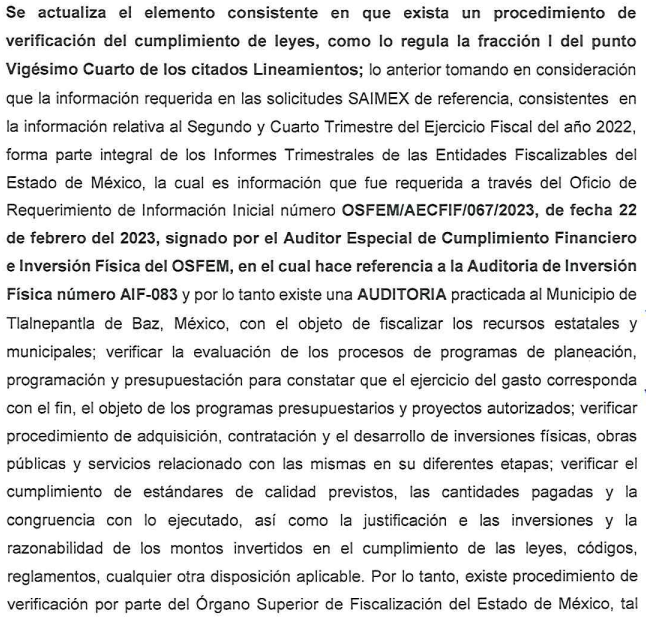 Se actualiza el elemento consistente en que exista un procedimiento de
verificación del cumplimiento de leyes, como lo regula la fracción I del punto
Vigésimo Cuarto de los citados Lineamientos; lo anterior tomando en consideración
que la información requerida en las solicitudes SAIMEX de referencia, consistentes en
la información relativa al Segundo y Cuarto Trimestre del Ejercicio Fiscal del año 2022,
forma parte integral de los Informes Trimestrales de las Entidades Fiscalizables del
Estado de México, la cual es información que fue requerida a través del Oficio de
Requerimiento de Información Inicial número OSFEM/AECFIF/067/2023, de fecha 22
de febrero del 2023, signado por el Auditor Especial de Cumplimiento Financiero
e Inversión Física del OSFEM, en el cual hace referencia a la Auditoria de Inversión
Física número AIF-083 y por lo tanto existe una AUDITORIA practicada al Municipio de
Tlalnepantla de Baz, México, con el objeto de fiscalizar los recursos estatales y
municipales; verificar la evaluación de los procesos de programas de planeación,
programación y presupuestación para constatar que el ejercicio del gasto corresponda
con el fin, el objeto de los programas presupuestarios y proyectos autorizados; verificar
procedimiento de adquisición, contratación y el desarrollo de inversiones físicas, obras
públicas y servicios relacionado con las mismas en su diferentes etapas; verificar el
cumplimiento de estándares de calidad previstos, las cantidades pagadas y la
congruencia con lo ejecutado, así como la justificación e las inversiones y la
razonabilidad de los montos invertidos en el cumplimiento de las leyes, códigos,
reglamentos, cualquier otra disposición aplicable. Por lo tanto, existe procedimiento de
verificación por parte del Órgano Superior de Fiscalización del Estado de México, tal